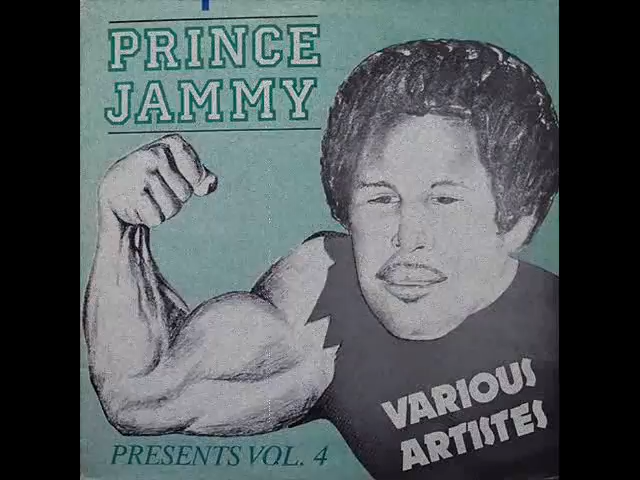 PRINCE
JAMMY
VARIOUS
ARTISTES
PRESENTS VOL. 4